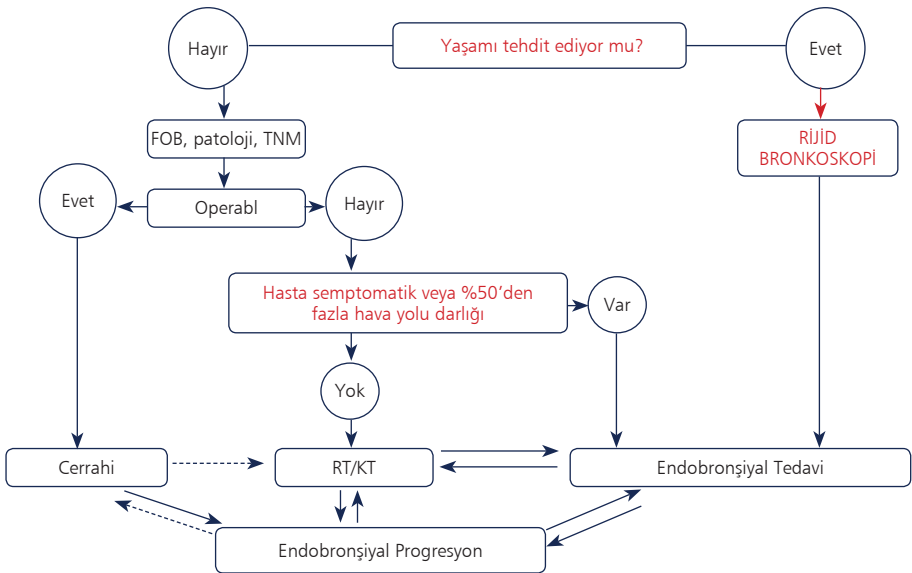 Hayır
Yaşamı tehdit ediyor mu?
Evet
FOB, patoloji, TNM
RİJİD
BRONKOSKOPİ
Evet
Operabl
Hayır
Hasta semptomatik veya %50’den
fazla hava yolu darlığı
Var
Yok
Cerrahi
RT/KT
Endobronşiyal Tedavi
Endobronşiyal Progresyon